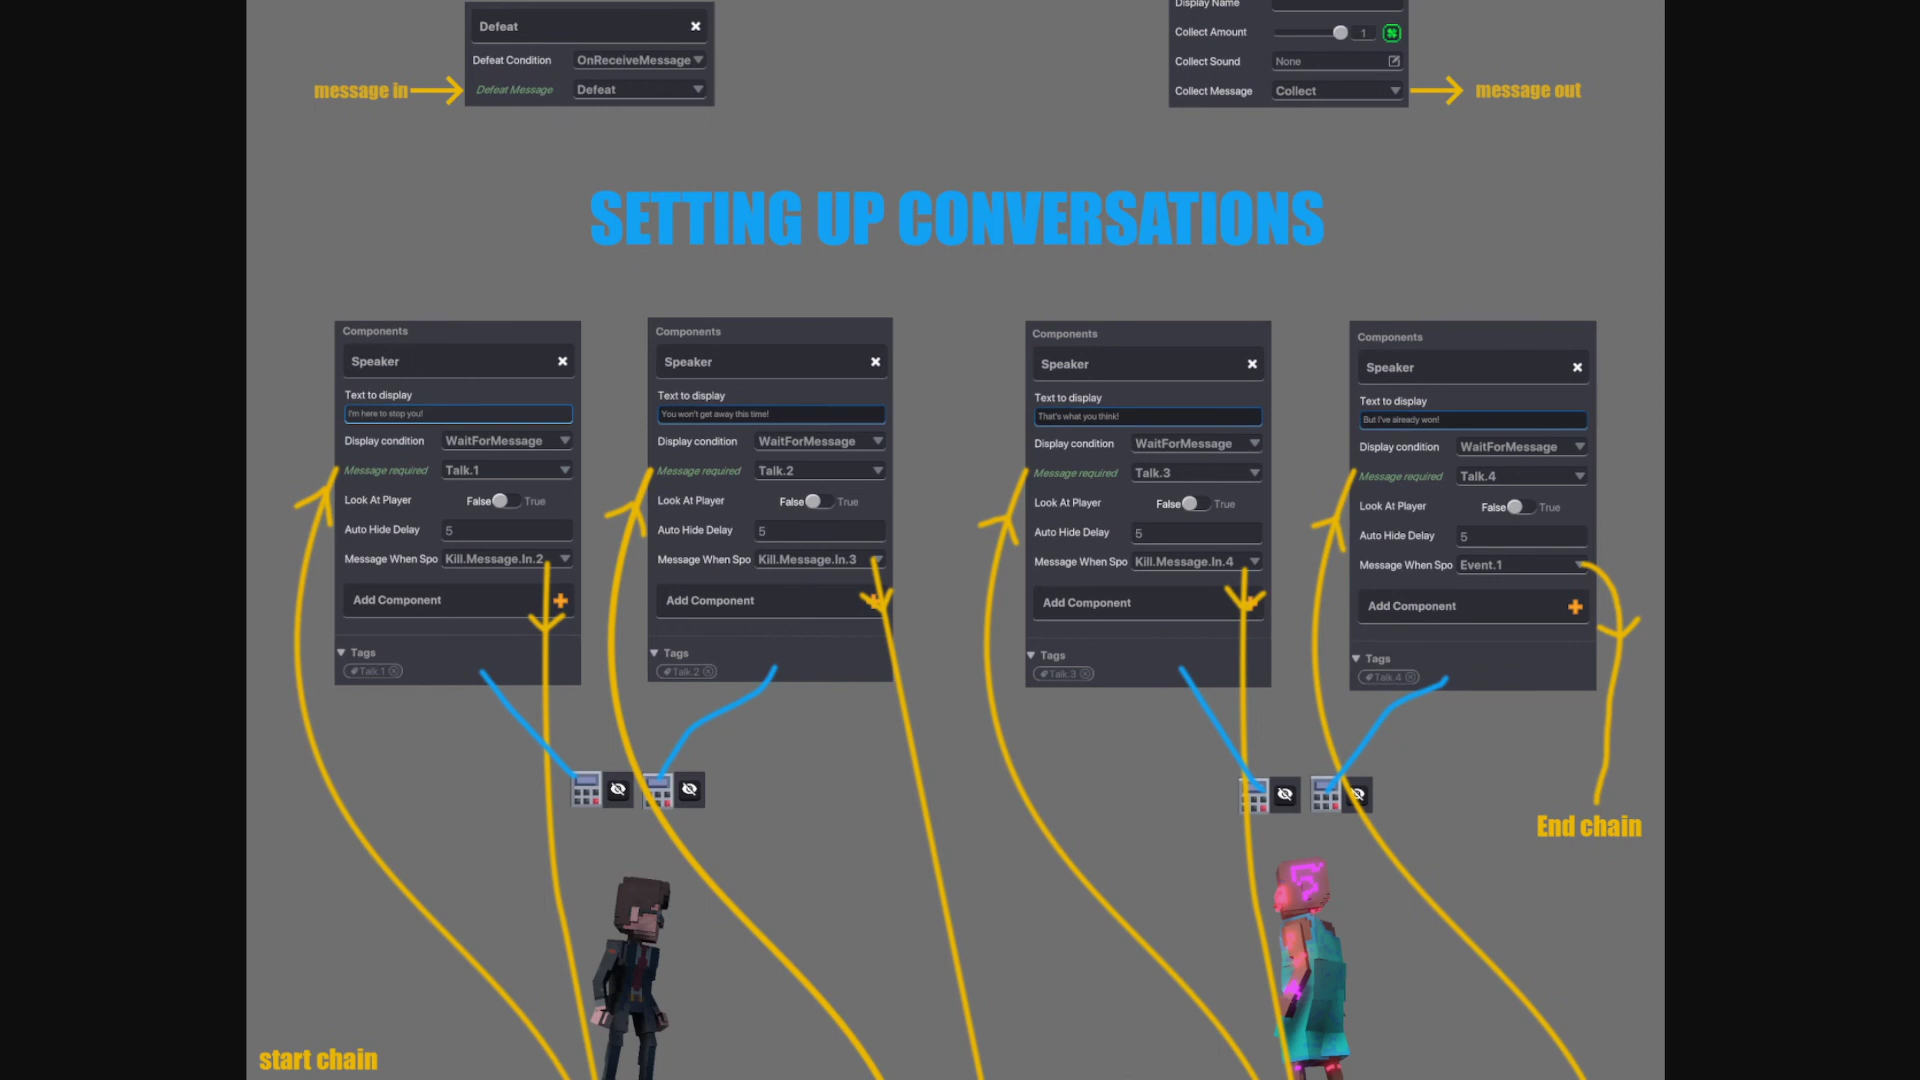 Defeat
Defeat Condition OnReceiveMessage
Defeat Message Defeat
message in
Display Name
Collect Amount 1
Collect Sound None
Collect Message Collect
message out
SETTING UP CONVERSATIONS
Components
Speaker
Text to display
I'm here to stop you!
Display condition WaitForMessage
Message required Talk.1
Look At Player False True
Auto Hide Delay 5
Message When Spo Kill.Message.In.2
Add Component
Tags
Talk.1
Components
Speaker
Text to display
You won't get away this time!
Display condition WaitForMessage
Message required Talk.2
Look At Player False True
Auto Hide Delay 5
Message When Spo Kill.Message.In.3
Add Component
Tags
Talk.2
Components
Speaker
Text to display
That's what you think!
Display condition WaitForMessage
Message required Talk.3
Look At Player False True
Auto Hide Delay 5
Message When Spo Kill.Message.In.4
Add Component
Tags
Talk.3
Components
Speaker
Text to display
But I've already won!
Display condition WaitForMessage
Message required Talk.4
Look At Player False True
Auto Hide Delay 5
Message When Spo Event.1
Add Component
Tags
Talk.4
End chain
start chain